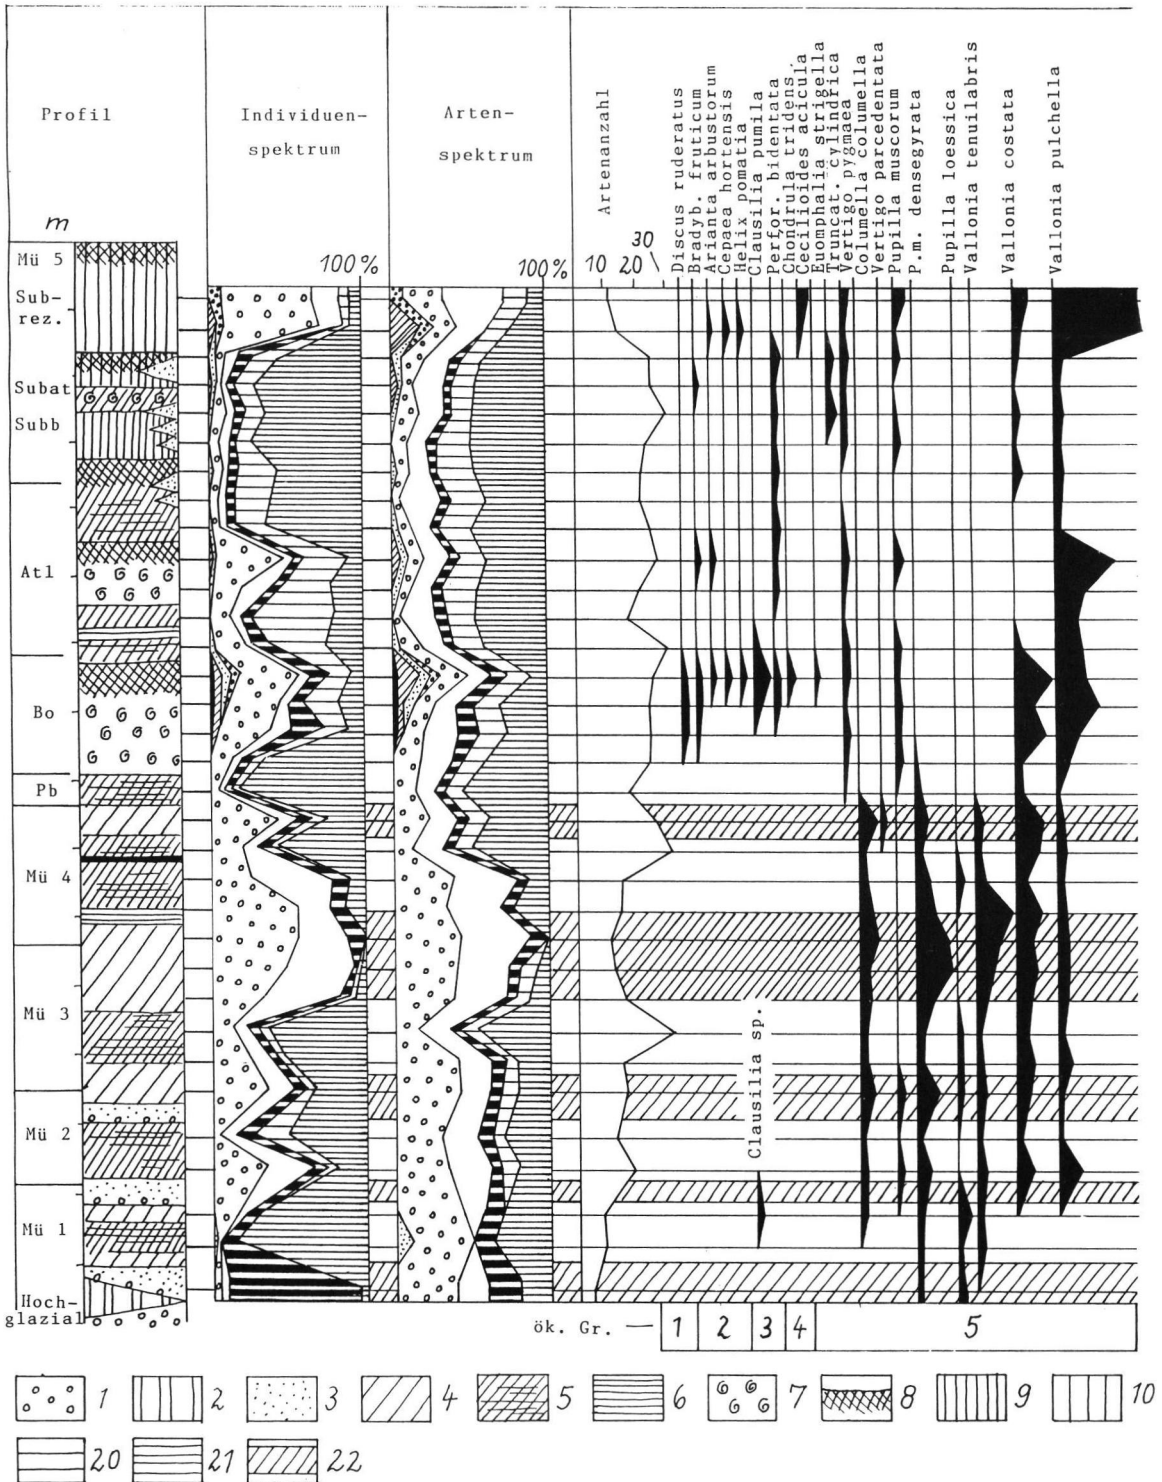 Profil
Individuen-
spektrum
Arten-
spektrum
Artenanzahl
Discus ruderatus
Bradyb. fruticum
Arianta arbustorum
Cepaea hortensis
Helix pomatia
Clausilia pumila
Perfor. bidentata
Chondrula tridens
Cecilioides acicula
Euomphalia strigella
Truncat. cylindrica
Vertigo pygmaea
Columella columella
Vertigo parcedentata
Pupilla muscorum
P.m. densegyrata
Pupilla loessica
Vallonia tenuilabris
Vallonia costata
Vallonia pulchella
m
100%
100%
10 20 30
Mü 5
Sub-
rez.
Subat
Subb
Atl
Bo
Pb
Mü 4
Mü 3
Mü 2
Mü 1
Hoch-
glazial
Clausilia sp.
ök. Gr. — 1 2 3 4 5
1 2 3 4 5 6 7 8 9 10
20 21 22